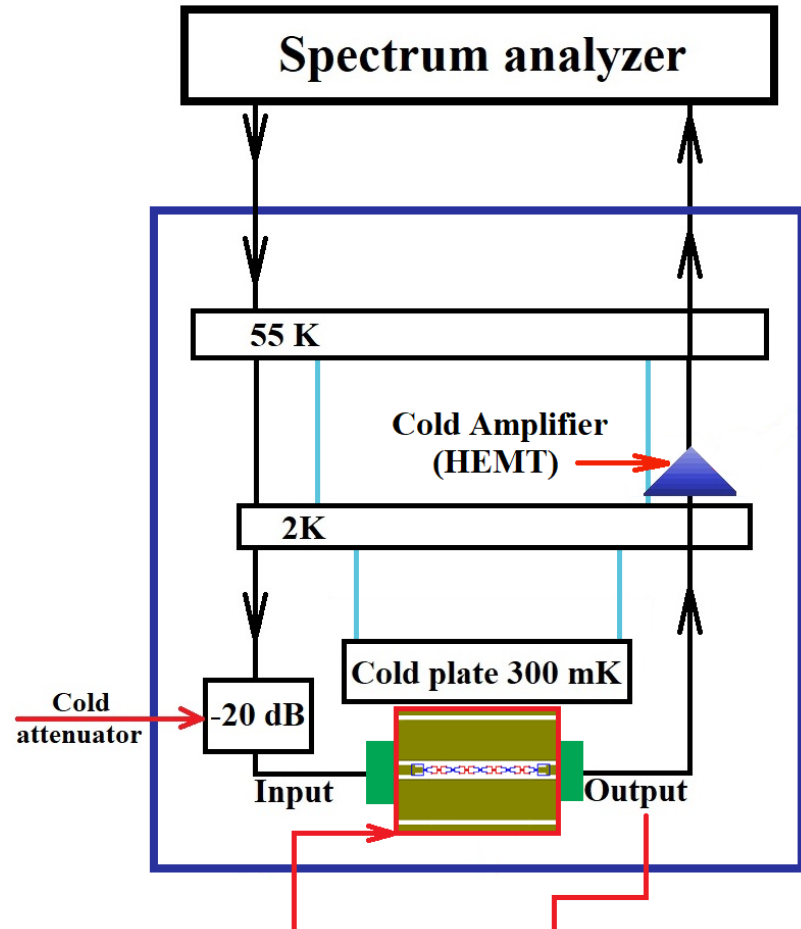 Spectrum analyzer
55 K
Cold Amplifier
(HEMT)
2K
Cold plate 300 mK
Cold
attenuator
-20 dB
Input
Output